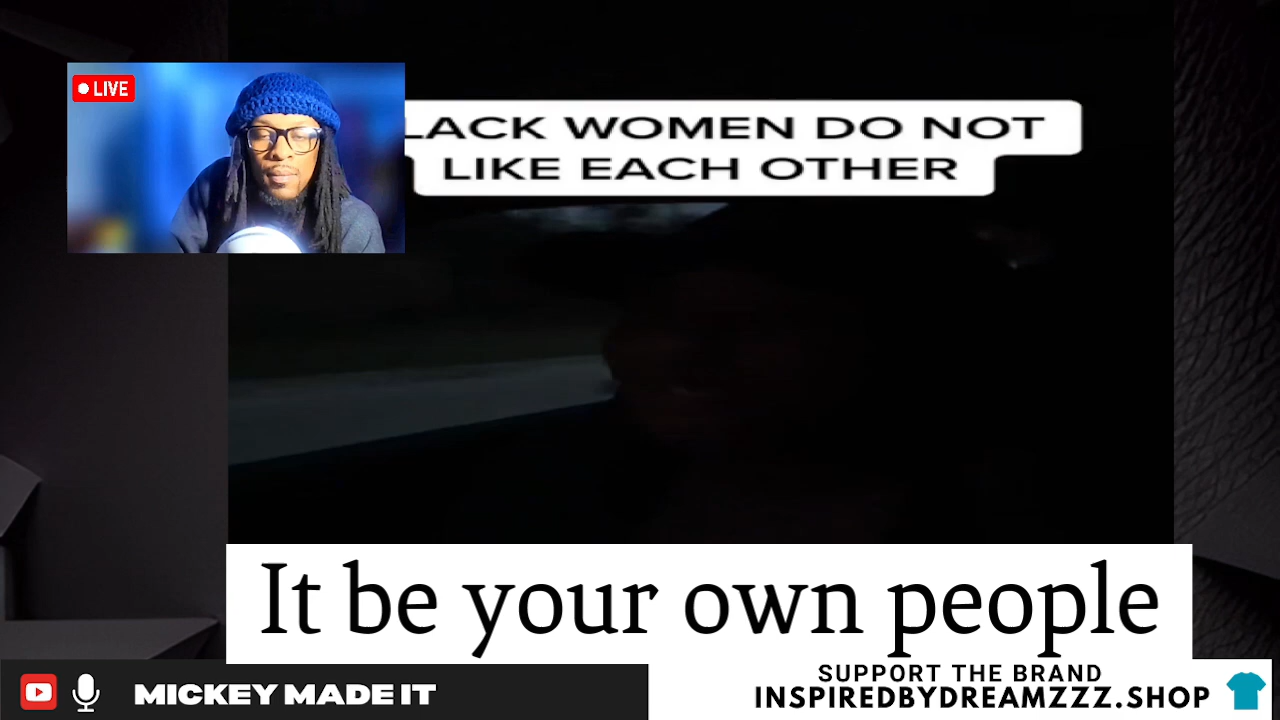 LIVE
LACK WOMEN DO NOT
LIKE EACH OTHER
It be your own people
MICKEY MADE IT
SUPPORT THE BRAND
INSPIREDBYDREAMZZZ.SHOP